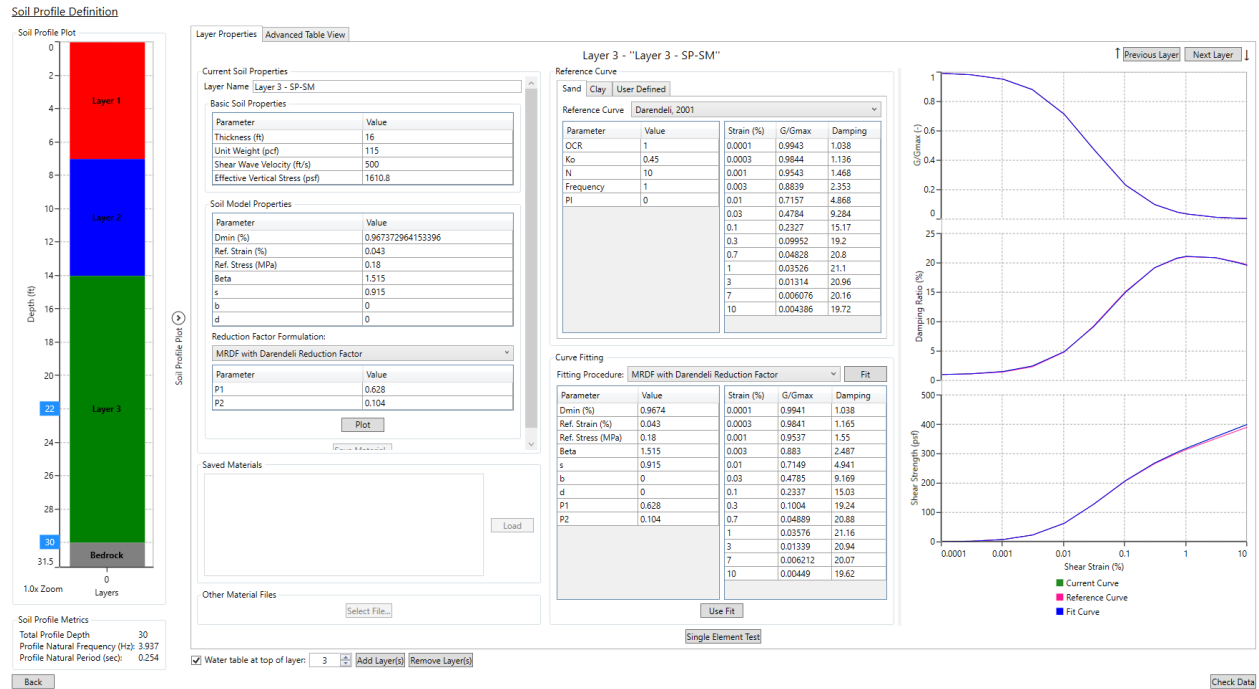 Soil Profile Definition
Soil Profile Plot
0
2
4
6
8
10
12
14
16
18
20
22
24
26
28
30
31.5
Depth (ft)
Layer 1
Layer 2
Layer 3
Bedrock
0
1.0x Zoom
Layers
Soil Profile Metrics
Total Profile Depth 30
Profile Natural Frequency (Hz): 3.937
Profile Natural Period (sec): 0.254
Back
Soil Profile Plot
Layer Properties Advanced Table View
Layer 3 - "Layer 3 - SP-SM"
Previous Layer Next Layer
Current Soil Properties
Layer Name Layer 3 - SP-SM
Basic Soil Properties
Parameter Value
Thickness (ft) 16
Unit Weight (pcf) 115
Shear Wave Velocity (ft/s) 500
Effective Vertical Stress (psf) 1610.8
Soil Model Properties
Parameter Value
Dmin (%) 0.967372964153396
Ref. Strain (%) 0.043
Ref. Stress (MPa) 0.18
Beta 1.515
s 0.915
b 0
d 0
Reduction Factor Formulation:
MRDF with Darendeli Reduction Factor
Parameter Value
P1 0.628
P2 0.104
Plot
Save Material
Saved Materials
Load
Other Material Files
Select File...
Reference Curve
Sand Clay User Defined
Reference Curve Darendeli, 2001
Parameter Value
OCR 1
Ko 0.45
N 10
Frequency 1
PI 0
Strain (%) G/Gmax Damping
0.0001 0.9943 1.038
0.0003 0.9844 1.136
0.001 0.9543 1.468
0.003 0.8839 2.353
0.01 0.7157 4.868
0.03 0.4784 9.284
0.1 0.2327 15.17
0.3 0.09952 19.2
0.7 0.04828 20.8
1 0.03526 21.1
3 0.01314 20.96
7 0.006076 20.16
10 0.004386 19.72
Curve Fitting
Fitting Procedure: MRDF with Darendeli Reduction Factor Fit
Parameter Value
Dmin (%) 0.9674
Ref. Strain (%) 0.043
Ref. Stress (MPa) 0.18
Beta 1.515
s 0.915
b 0
d 0
P1 0.628
P2 0.104
Strain (%) G/Gmax Damping
0.0001 0.9941 1.038
0.0003 0.9841 1.165
0.001 0.9537 1.55
0.003 0.883 2.487
0.01 0.7149 4.941
0.03 0.4785 9.169
0.1 0.2337 15.03
0.3 0.1004 19.24
0.7 0.04889 20.88
1 0.03576 21.16
3 0.01339 20.94
7 0.006212 20.07
10 0.00449 19.62
Use Fit
Single Element Test
G/Gmax (-)
1
0.8
0.6
0.4
0.2
0
Damping Ratio (%)
25
20
15
10
5
0
Shear Strength (psf)
500
400
300
200
100
0
0.0001 0.001 0.01 0.1 1 10
Shear Strain (%)
Current Curve
Reference Curve
Fit Curve
Water table at top of layer: 3 Add Layer(s) Remove Layer(s)
Check Data